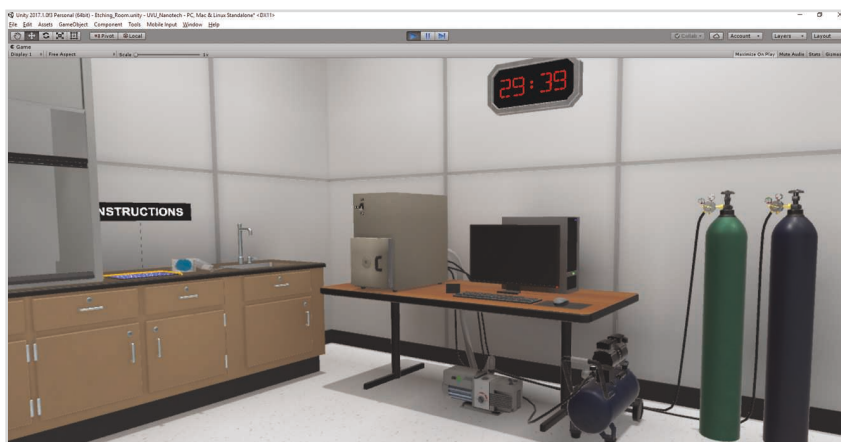 Unity 2017.1.0f3 Personal (64bit) - Etching_Room.unity - UVU_Nanotech - PC, Mac & Linux Standalone* <DX11>
File Edit Assets GameObject Component Tools Mobile Input Window Help
Pivot Local Collab Account Layers Layout
Game
Display 1 Free Aspect Scale 1x Maximize On Play Mute Audio Stats Gizmos
29:39
NSTRUCTIONS